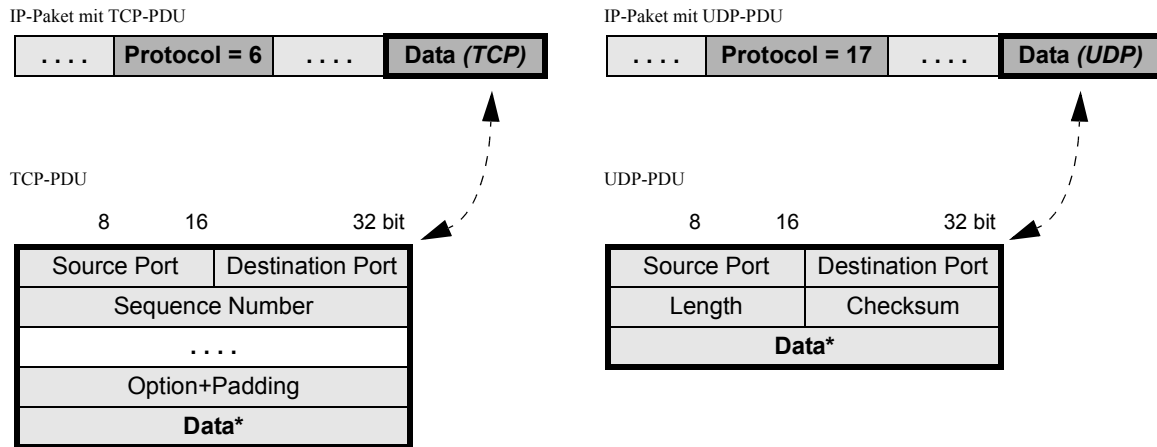 IP-Paket mit TCP-PDU
. . . . Protocol = 6 . . . . Data (TCP)
TCP-PDU
8 16 32 bit
Source Port Destination Port
Sequence Number
. . . .
Option+Padding
Data*
IP-Paket mit UDP-PDU
. . . . Protocol = 17 . . . . Data (UDP)
UDP-PDU
8 16 32 bit
Source Port Destination Port
Length Checksum
Data*